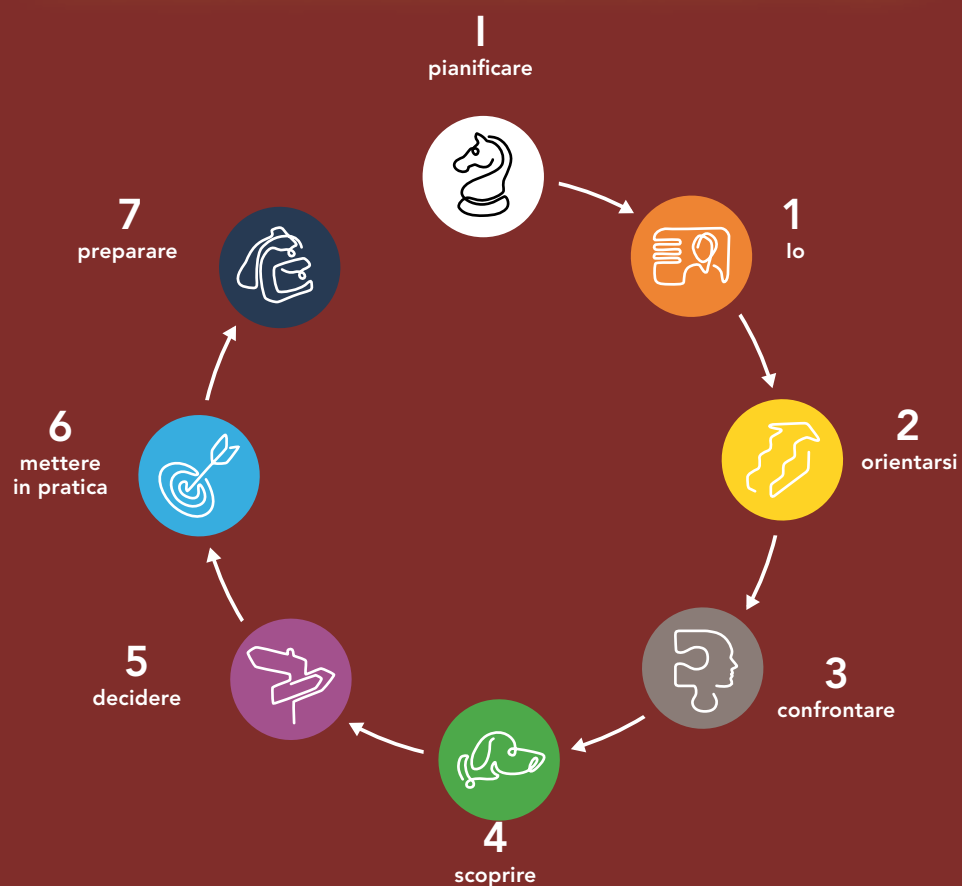 I
pianificare
1
Io
2
orientarsi
3
confrontare
4
scoprire
5
decidere
6
mettere
in pratica
7
preparare